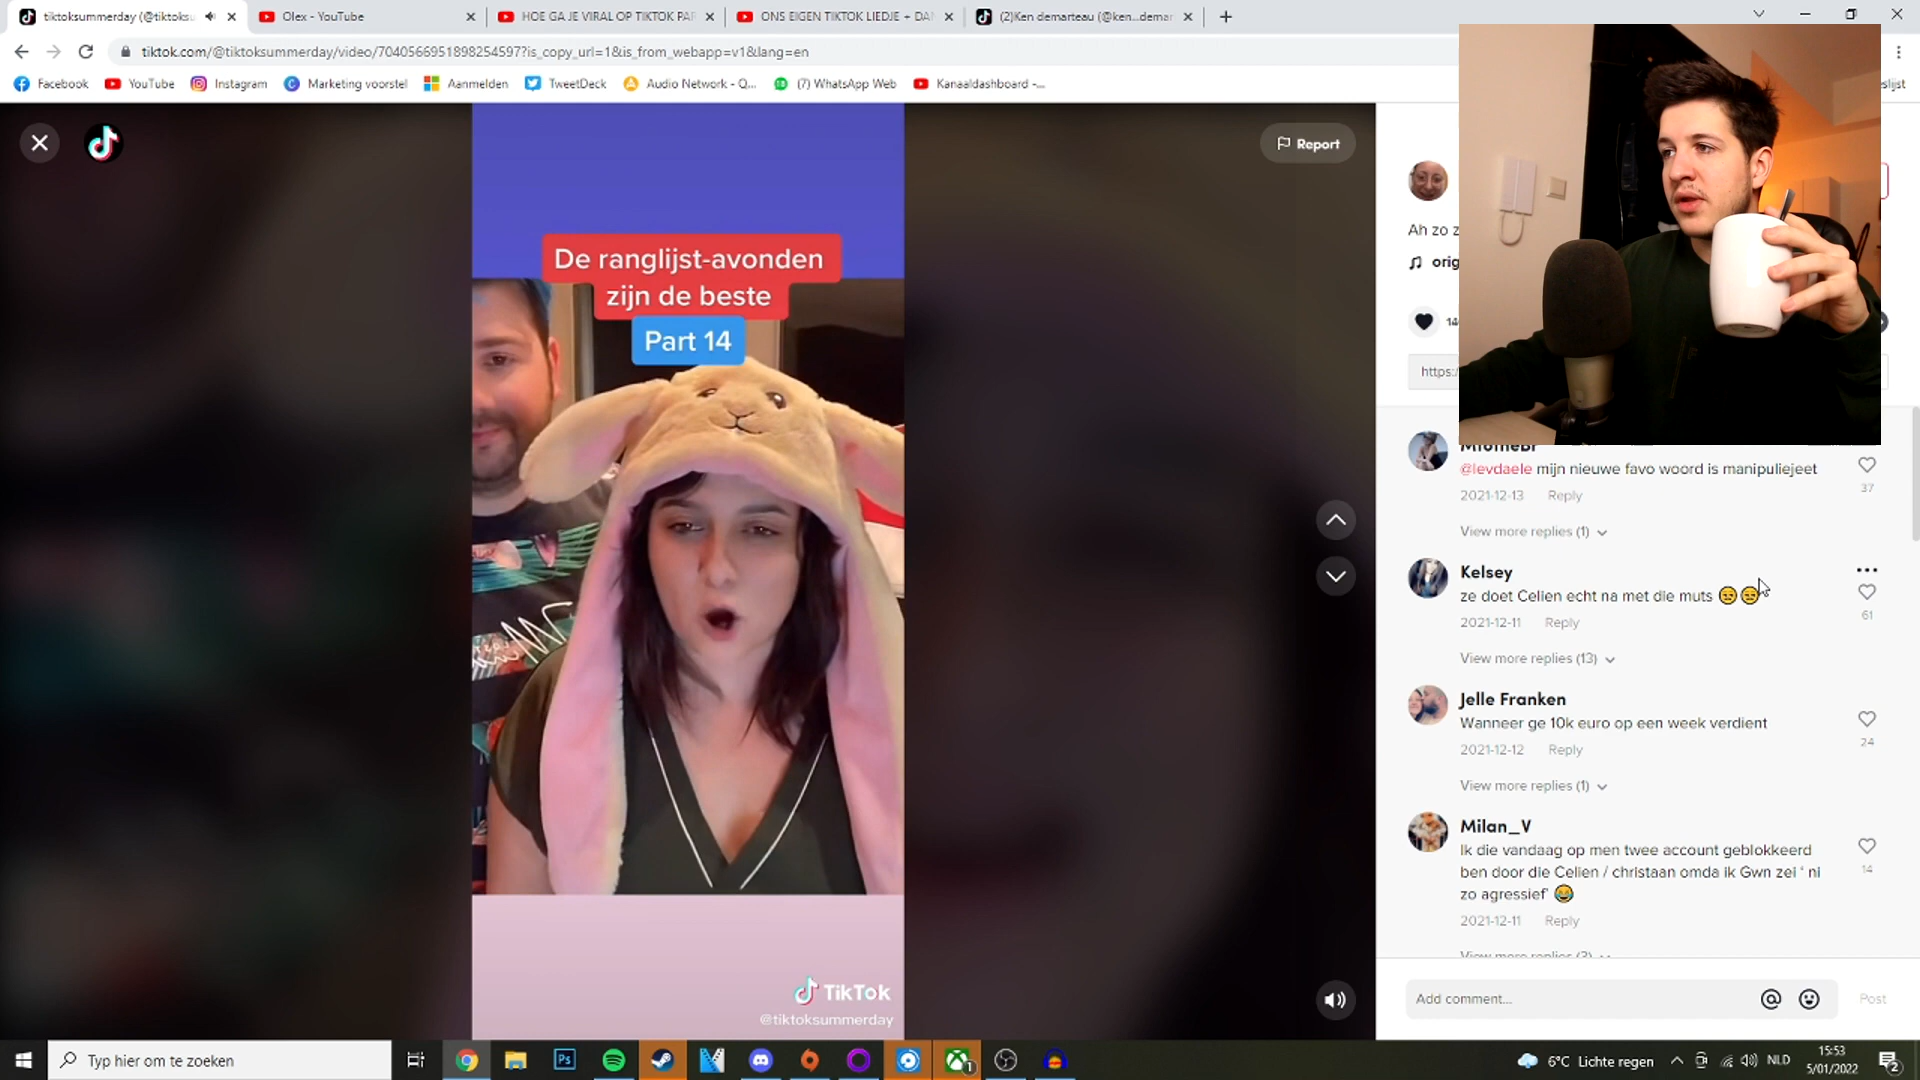 tiktoksummerday (@tiktoks
Olex - YouTube
HOE GA JE VIRAL OP TIKTOK PAR
ONS EIGEN TIKTOK LIEDJE + DAN
(2)Ken demarteau (@ken...demar
tiktok.com/@tiktoksummerday/video/7040566951898254597?is_copy_url=1&is_from_webapp=v1&lang=en
Facebook
YouTube
Instagram
Marketing voorstel
Aanmelden
TweetDeck
Audio Network - Q...
(7) WhatsApp Web
Kanaaldashboard -...
eslijst
Report
De ranglijst-avonden
zijn de beste
Part 14
TikTok
@tiktoksummerday
Ah zo z
orig
14
https:/
@levdaele mijn nieuwe favo woord is manipuliejeet
37
2021-12-13 Reply
View more replies (1)
Kelsey
ze doet Celien echt na met die muts 😑😑
61
2021-12-11 Reply
View more replies (13)
Jelle Franken
Wanneer ge 10k euro op een week verdient
24
2021-12-12 Reply
View more replies (1)
Milan_V
Ik die vandaag op men twee account geblokkeerd
ben door die Celien / christaan omda ik Gwn zei ' ni
zo agressief' 😂
14
2021-12-11 Reply
Add comment...
Post
Typ hier om te zoeken
6°C Lichte regen
NLD
15:53
5/01/2022
2